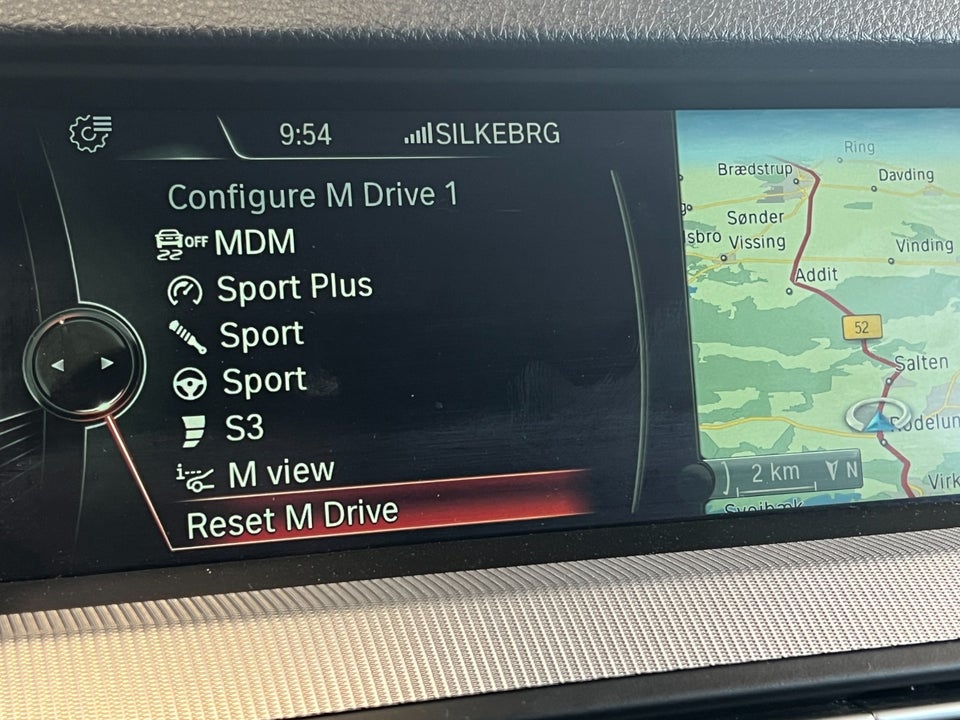 9:54
SILKEBRG
Configure M Drive 1
OFF MDM
Sport Plus
Sport
Sport
S3
i M view
Reset M Drive
Ring
Brædstrup
Davding
Sønder
Vissing
Vinding
Addit
52
Salten
2 km
N